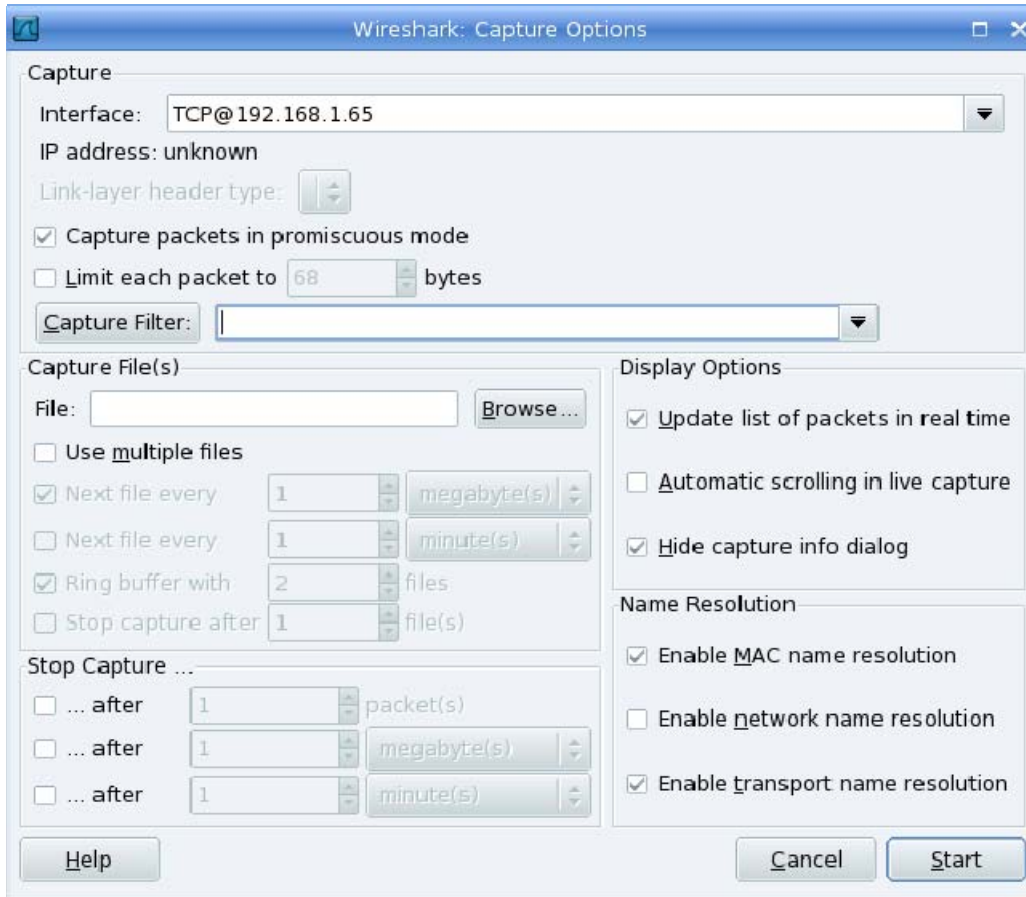 Wireshark: Capture Options
Capture
Interface: TCP@192.168.1.65
IP address: unknown
Link-layer header type:
Capture packets in promiscuous mode
Limit each packet to 68 bytes
Capture Filter:
Capture File(s)
File: Browse...
Use multiple files
Next file every 1 megabyte(s)
Next file every 1 minute(s)
Ring buffer with 2 files
Stop capture after 1 file(s)
Stop Capture ...
... after 1 packet(s)
... after 1 megabyte(s)
... after 1 minute(s)
Display Options
Update list of packets in real time
Automatic scrolling in live capture
Hide capture info dialog
Name Resolution
Enable MAC name resolution
Enable network name resolution
Enable transport name resolution
Help Cancel Start